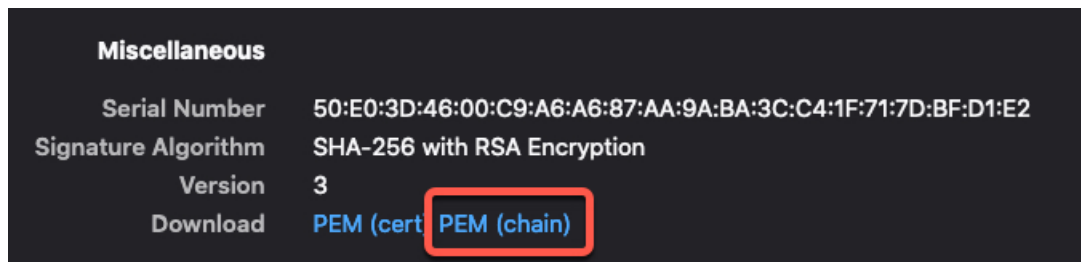 Miscellaneous
Serial Number 50:E0:3D:46:00:C9:A6:A6:87:AA:9A:BA:3C:C4:1F:71:7D:BF:D1:E2
Signature Algorithm SHA-256 with RSA Encryption
Version 3
Download PEM (cert) PEM (chain)